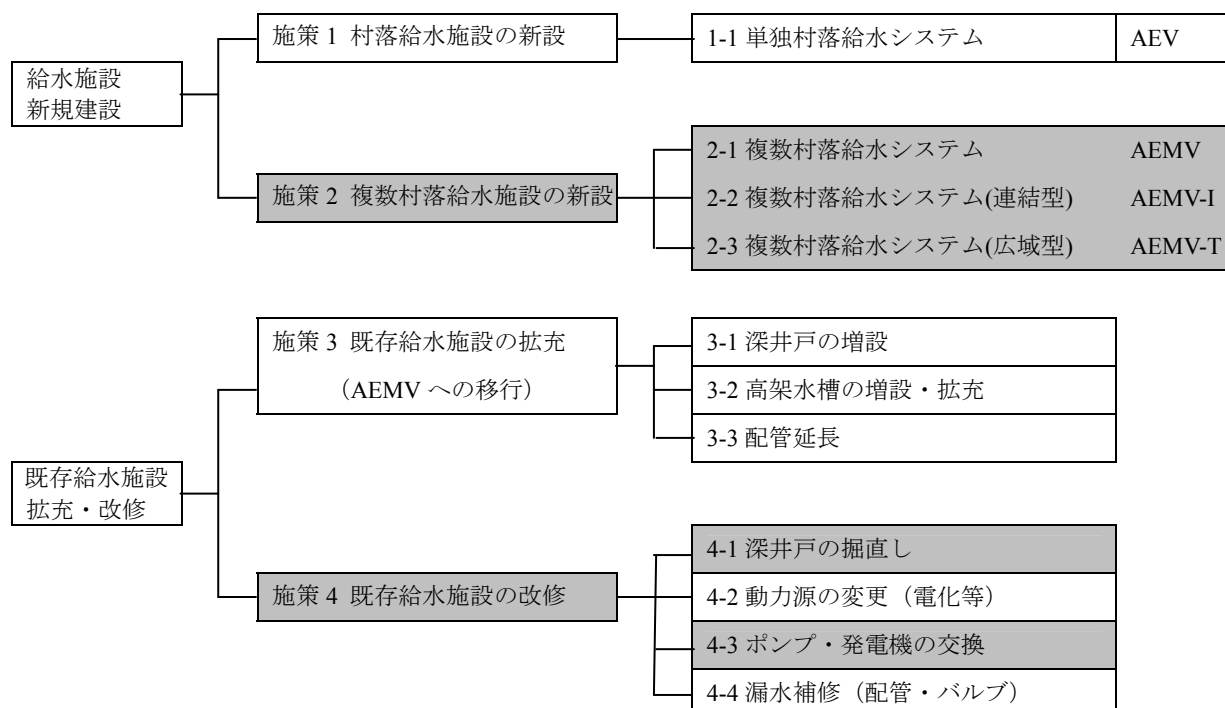 給水施設
新規建設
施策 1 村落給水施設の新設
1-1 単独村落給水システム AEV
施策 2 複数村落給水施設の新設
2-1 複数村落給水システム AEMV
2-2 複数村落給水システム(連結型) AEMV-I
2-3 複数村落給水システム(広域型) AEMV-T
既存給水施設
拡充・改修
施策 3 既存給水施設の拡充
（AEMV への移行）
3-1 深井戸の増設
3-2 高架水槽の増設・拡充
3-3 配管延長
施策 4 既存給水施設の改修
4-1 深井戸の掘直し
4-2 動力源の変更（電化等）
4-3 ポンプ・発電機の交換
4-4 漏水補修（配管・バルブ）